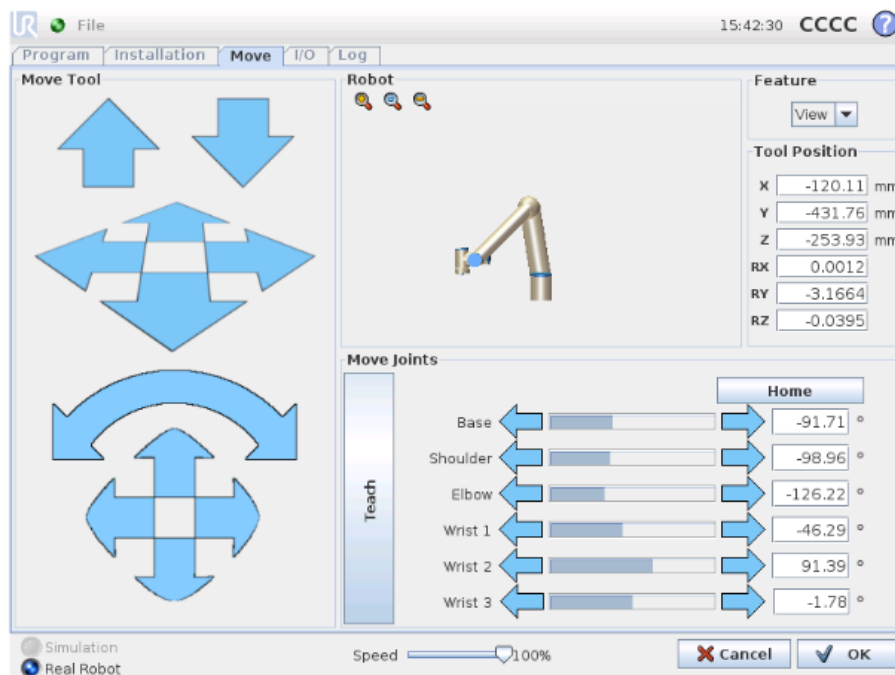 UR File 15:42:30 CCCC ?
Program Installation Move I/O Log
Move Tool
Robot
Feature
View
Tool Position
X -120.11 mm
Y -431.76 mm
Z -253.93 mm
RX 0.0012
RY -3.1664
RZ -0.0395
Move Joints
Teach
Home
Base -91.71 °
Shoulder -98.96 °
Elbow -126.22 °
Wrist 1 -46.29 °
Wrist 2 91.39 °
Wrist 3 -1.78 °
Simulation
Real Robot
Speed 100%
Cancel OK